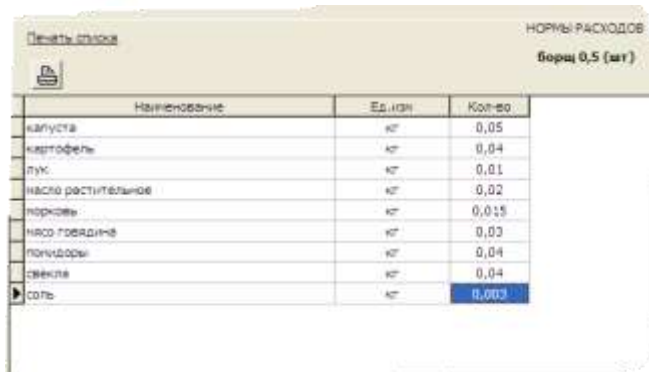 НОРМЫ РАСХОДОВ
Печать списка
борщ 0,5 (шт)
Наименование Ед.изм Кол-во
капуста кг 0,05
картофель кг 0,04
лук кг 0,01
масло растительное кг 0,02
морковь кг 0,015
мясо говядина кг 0,03
помидоры кг 0,04
свекла кг 0,04
соль кг 0,003